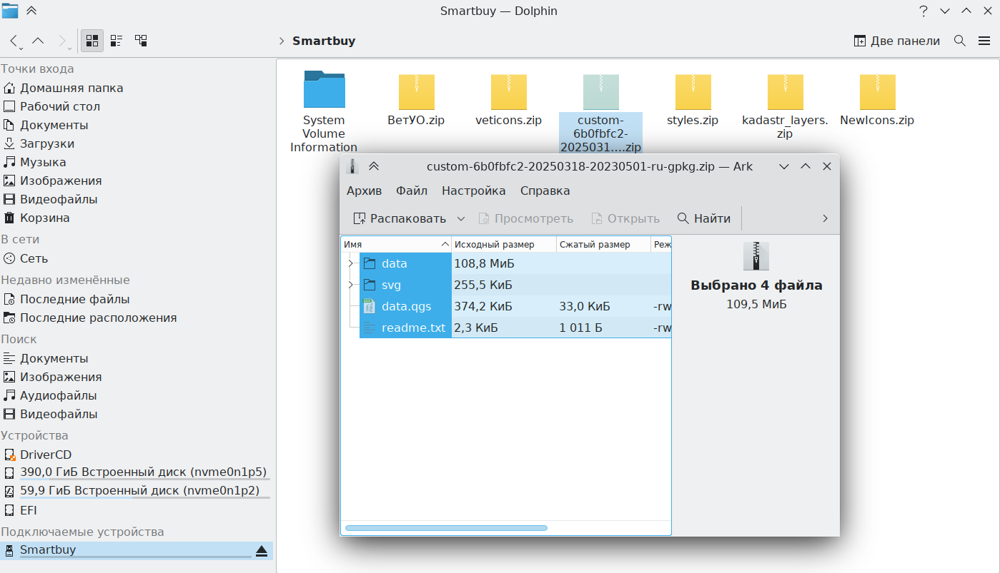 Smartbuy — Dolphin
Smartbuy
Две панели
Точки входа
Домашняя папка
Рабочий стол
Документы
Загрузки
Музыка
Изображения
Видеофайлы
Корзина
В сети
Сеть
Недавно изменённые
Последние файлы
Последние расположения
Поиск
Документы
Изображения
Аудиофайлы
Видеофайлы
Устройства
DriverCD
390,0 ГиБ Встроенный диск (nvme0n1p5)
59,9 ГиБ Встроенный диск (nvme0n1p2)
EFI
Подключаемые устройства
Smartbuy
System
Volume
Information
ВетУО.zip
veticons.zip
custom-
6b0fbfc2-
2025031....zip
styles.zip
kadastr_layers.
zip
NewIcons.zip
custom-6b0fbfc2-20250318-20230501-ru-gpkg.zip — Ark
Архив Файл Настройка Справка
Распаковать Просмотреть Открыть Найти
Имя Исходный размер Сжатый размер Реж
data 108,8 МиБ
svg 255,5 КиБ
data.qgs 374,2 КиБ 33,0 КиБ -rw
readme.txt 2,3 КиБ 1 011 Б -rw
Выбрано 4 файла
109,5 МиБ